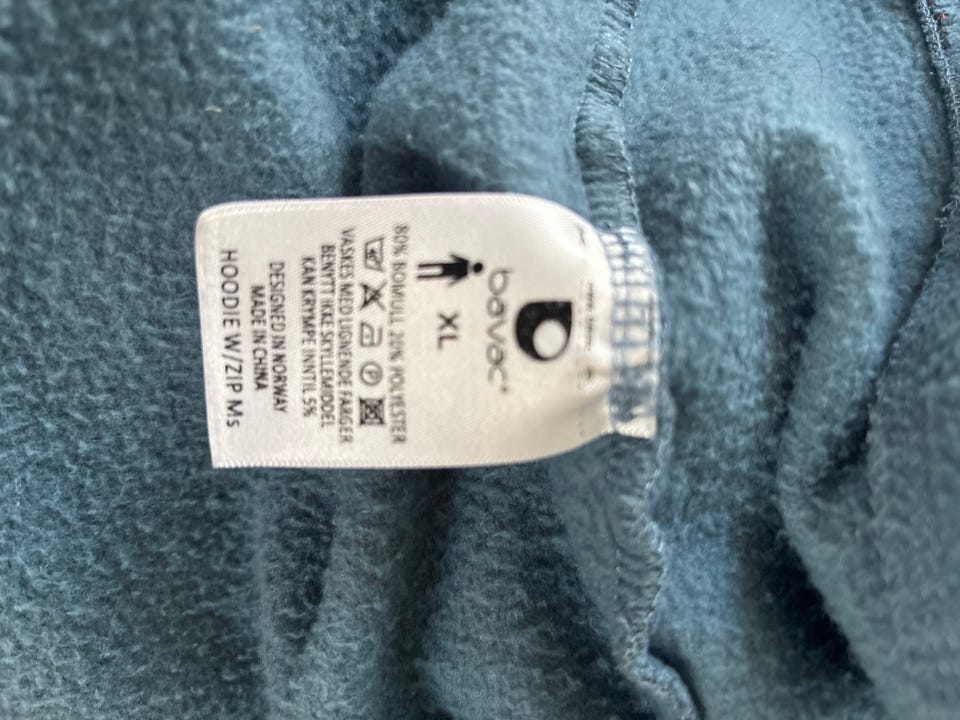 bavac
XL
80% BOMULL 20% POLYESTER
VASKES MED LIGNENDE FARGER
BENYTT IKKE SKYLLEMIDDEL
KAN KRYMPE INNTIL 5%
DESIGNED IN NORWAY
MADE IN CHINA
HOODIE W/ZIP Ms